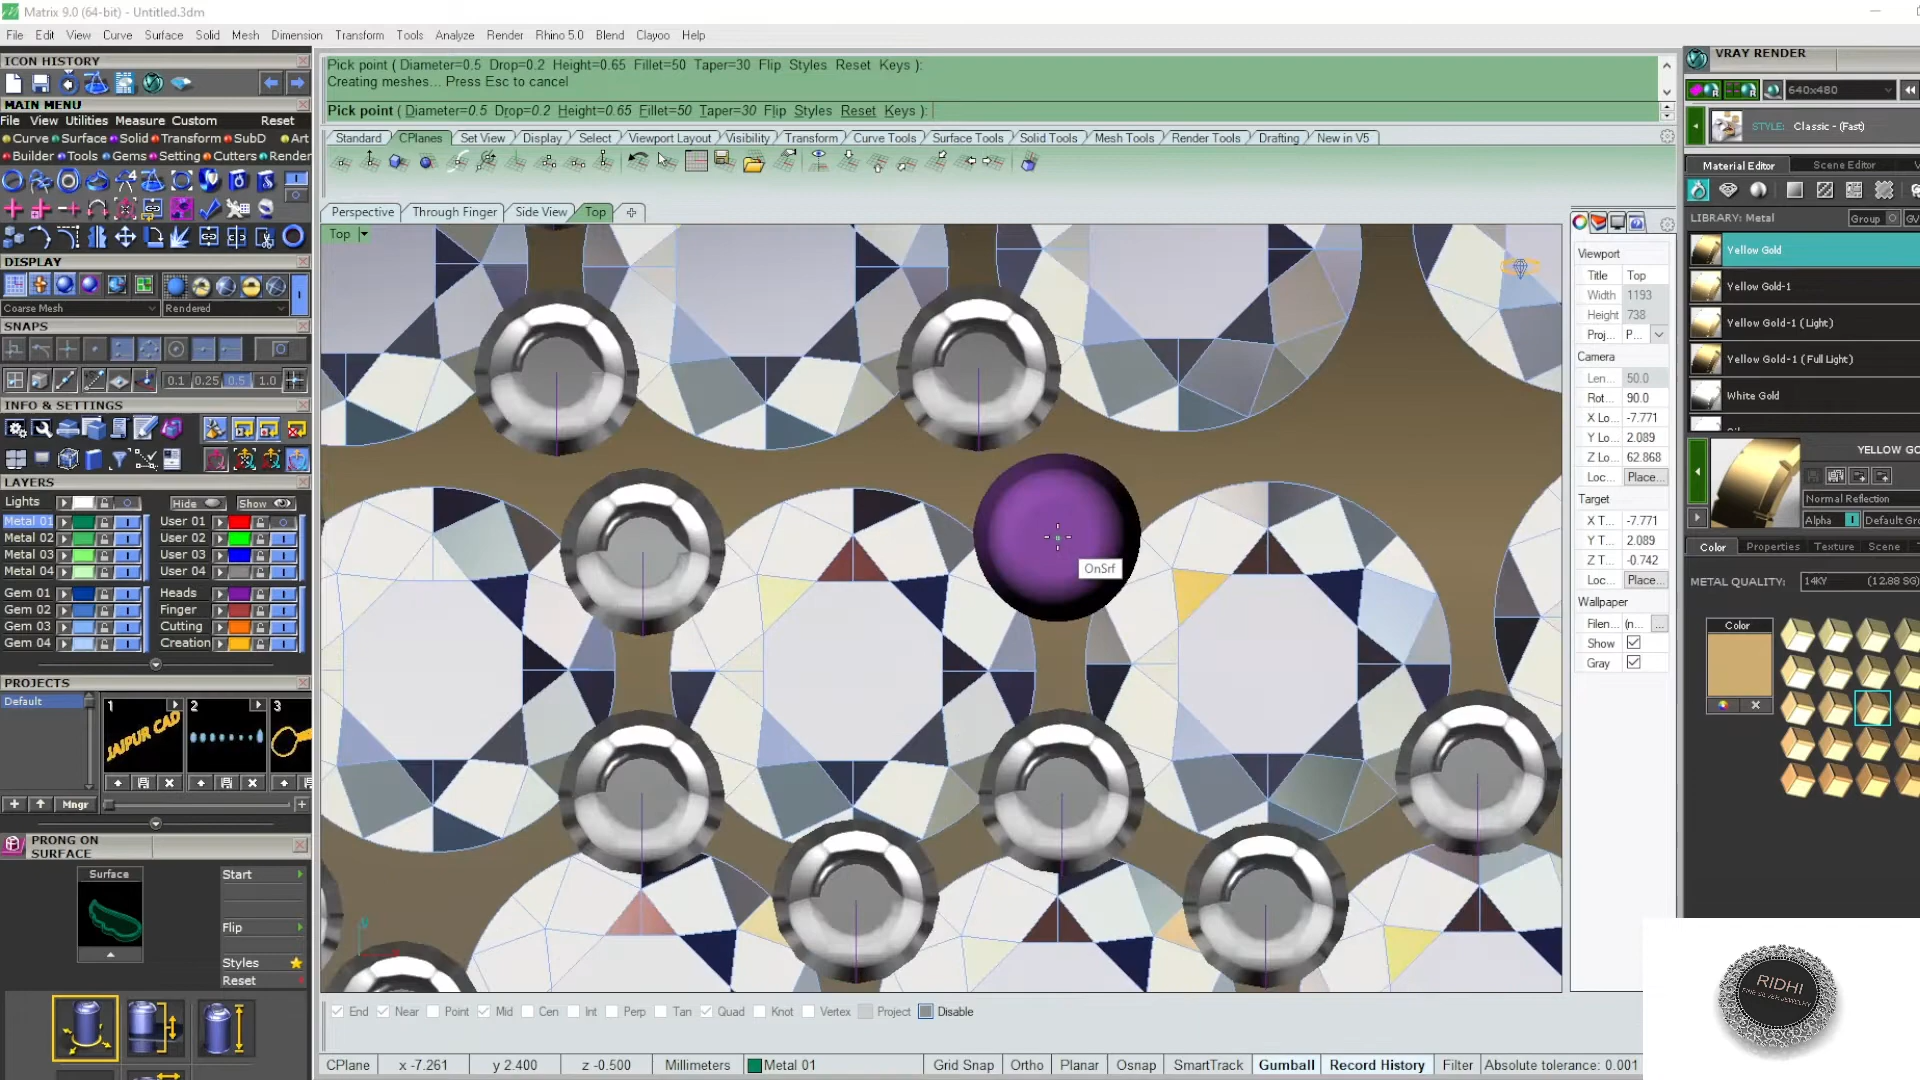 Matrix 9.0 (64-bit) - Untitled.3dm
File Edit View Curve Surface Solid Mesh Dimension Transform Tools Analyze Render Rhino 5.0 Blend Clayoo Help
ICON HISTORY
MAIN MENU
File View Utilities Measure Custom Reset
Curve Surface Solid Transform SubD Art
Builder Tools Gems Setting Cutters Render
DISPLAY
Coarse Mesh Rendered
SNAPS
0.1 0.25 0.5 1.0
INFO & SETTINGS
LAYERS
Lights Hide Show
Metal 01 User 01
Metal 02 User 02
Metal 03 User 03
Metal 04 User 04
Gem 01 Heads
Gem 02 Finger
Gem 03 Cutting
Gem 04 Creation
PROJECTS
Default
1 2 3
JAIPUR CAD
Mngr
PRONG ON
SURFACE
Surface
Start
Flip
Styles
Reset
Pick point ( Diameter=0.5 Drop=0.2 Height=0.65 Fillet=50 Taper=30 Flip Styles Reset Keys ):
Creating meshes... Press Esc to cancel
Pick point ( Diameter=0.5 Drop=0.2 Height=0.65 Fillet=50 Taper=30 Flip Styles Reset Keys ):
Standard CPlanes Set View Display Select Viewport Layout Visibility Transform Curve Tools Surface Tools Solid Tools Mesh Tools Render Tools Drafting New in V5
Perspective Through Finger Side View Top
Top
OnSrf
Viewport
Title Top
Width 1193
Height 738
Proj... P...
Camera
Len... 50.0
Rot... 90.0
X Lo... -7.771
Y Lo... 2.089
Z Lo... 62.868
Loc... Place...
Target
X T... -7.771
Y T... 2.089
Z T... -0.742
Loc... Place...
Wallpaper
Filen... (n... ...
Show
Gray
End Near Point Mid Cen Int Perp Tan Quad Knot Vertex Project Disable
CPlane x -7.261 y 2.400 z -0.500 Millimeters Metal 01 Grid Snap Ortho Planar Osnap SmartTrack Gumball Record History Filter Absolute tolerance: 0.001
VRAY RENDER
640x480
STYLE: Classic - (Fast)
Material Editor Scene Editor
LIBRARY: Metal Group
Yellow Gold
Yellow Gold-1
Yellow Gold-1 (Light)
Yellow Gold-1 (Full Light)
White Gold
YELLOW GO
Normal Reflection
Alpha Default Gr
Color Properties Texture Scene
METAL QUALITY: 14KY (12.88 SG)
Color
RIDHI
FINE SILVER JEWELRY